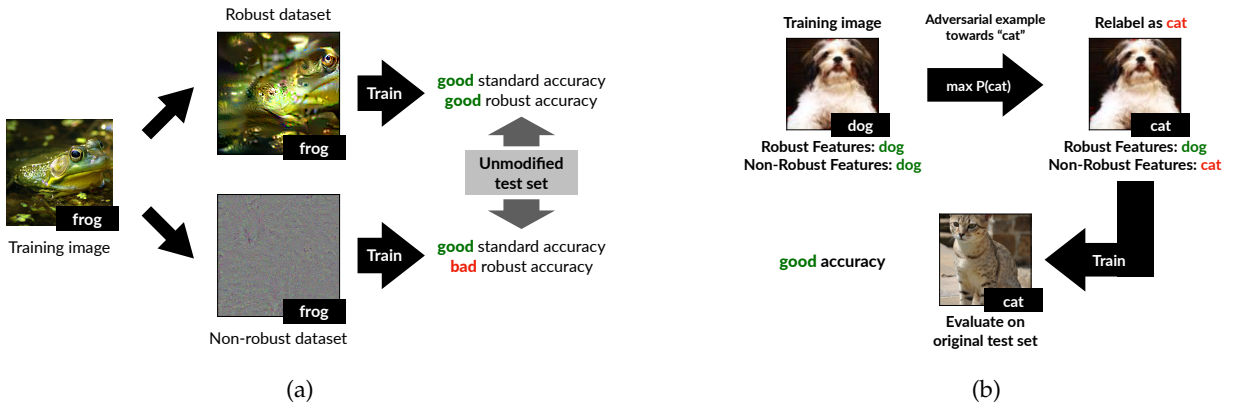 Robust dataset
frog
Train
good standard accuracy
good robust accuracy
frog
Training image
Unmodified
test set
frog
Non-robust dataset
Train
good standard accuracy
bad robust accuracy
(a)
Training image
dog
Robust Features: dog
Non-Robust Features: dog
Adversarial example
towards “cat”
max P(cat)
Relabel as cat
cat
Robust Features: dog
Non-Robust Features: cat
Train
cat
Evaluate on
original test set
good accuracy
(b)